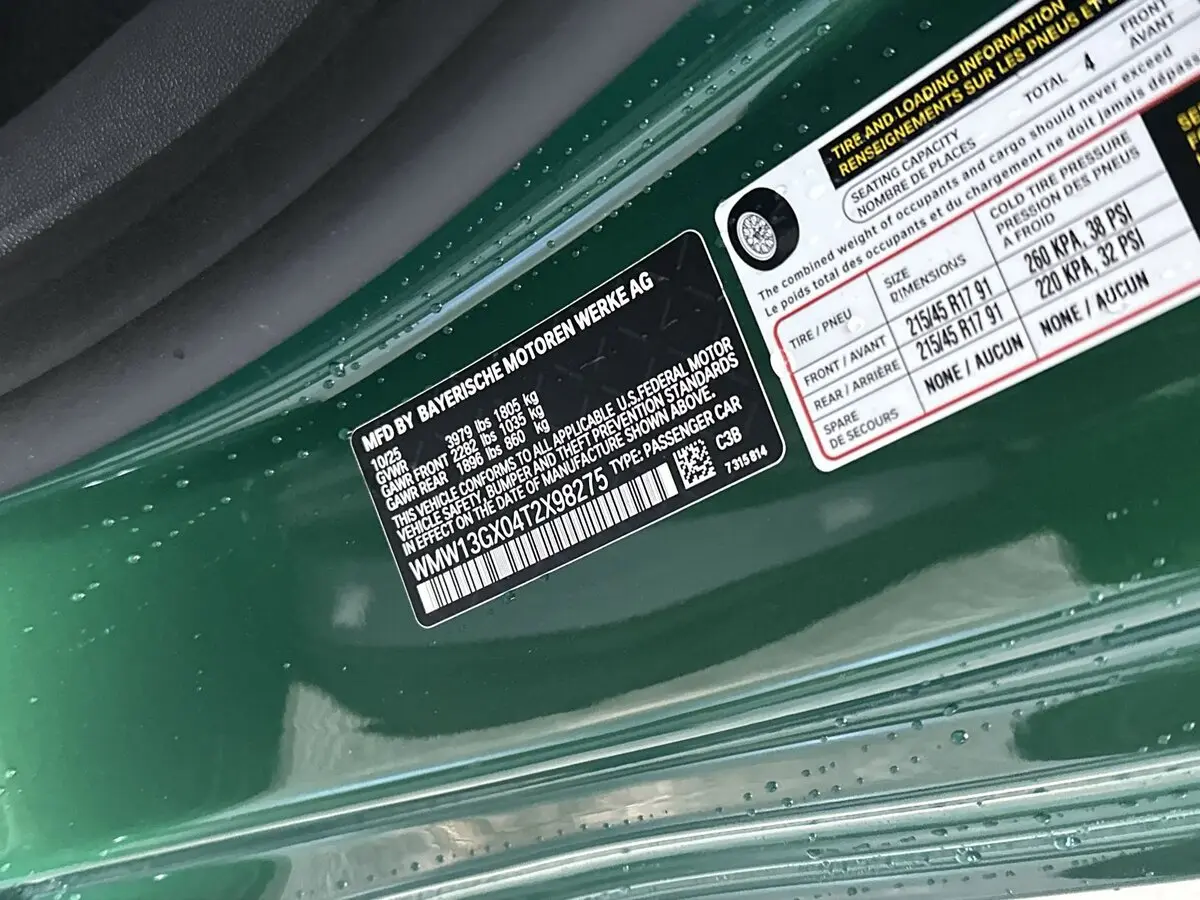 MFD BY BAYERISCHE MOTOREN WERKE AG
10/25
GVWR 3979 lbs 1805 kg
GAWR FRONT 2282 lbs 1035 kg
GAWR REAR 1896 lbs 860 kg
THIS VEHICLE CONFORMS TO ALL APPLICABLE U.S.FEDERAL MOTOR
VEHICLE SAFETY, BUMPER AND THEFT PREVENTION STANDARDS
IN EFFECT ON THE DATE OF MANUFACTURE SHOWN ABOVE.
WMW13GX04T2X98275 TYPE: PASSENGER CAR
C3B
7 315 814
TIRE AND LOADING INFORMATION
RENSEIGNEMENTS SUR LES PNEUS ET
SEATING CAPACITY
NOMBRE DE PLACES
TOTAL 4
FRONT
AVANT
The combined weight of occupants and cargo should never exceed
Le poids total des occupants et du chargement ne doit jamais dépass
TIRE / PNEU
SIZE
DIMENSIONS
COLD TIRE PRESSURE
PRESSION DES PNEUS
A FROID
FRONT / AVANT 215/45 R17 91 260 KPA, 38 PSI
REAR / ARRIÈRE 215/45 R17 91 220 KPA, 32 PSI
SPARE
DE SECOURS
NONE / AUCUN NONE / AUCUN